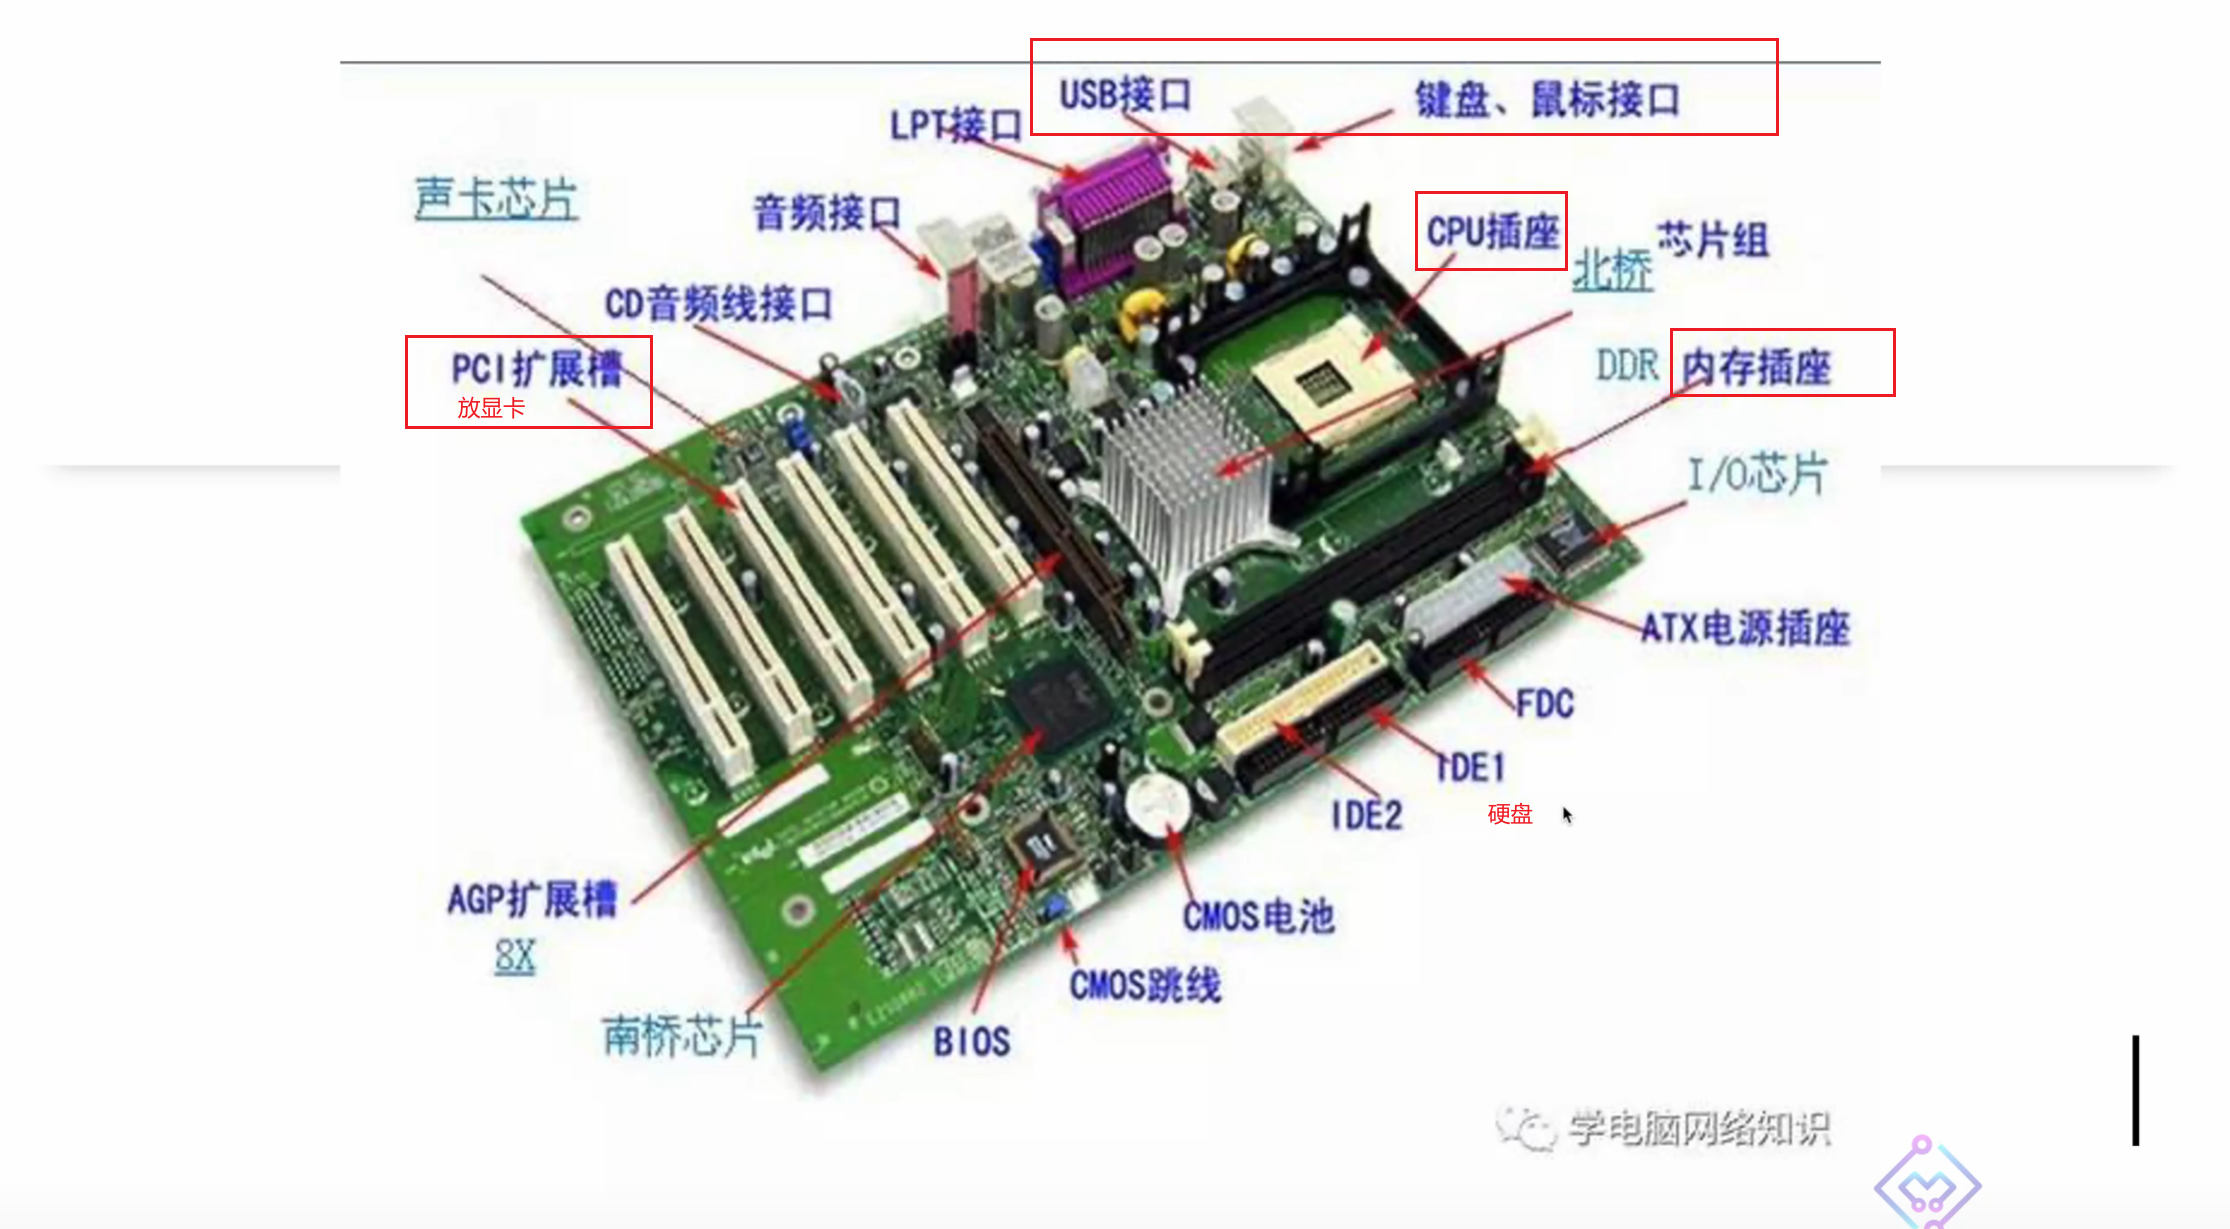 USB接口
键盘、鼠标接口
LPT接口
声卡芯片
音频接口
CPU插座
芯片组
北桥
CD音频线接口
PCI扩展槽
放显卡
DDR 内存插座
I/O芯片
ATX电源插座
FDC
IDE1
IDE2
硬盘
AGP扩展槽
8X
CMOS电池
CMOS跳线
南桥芯片
BIOS
学电脑网络知识